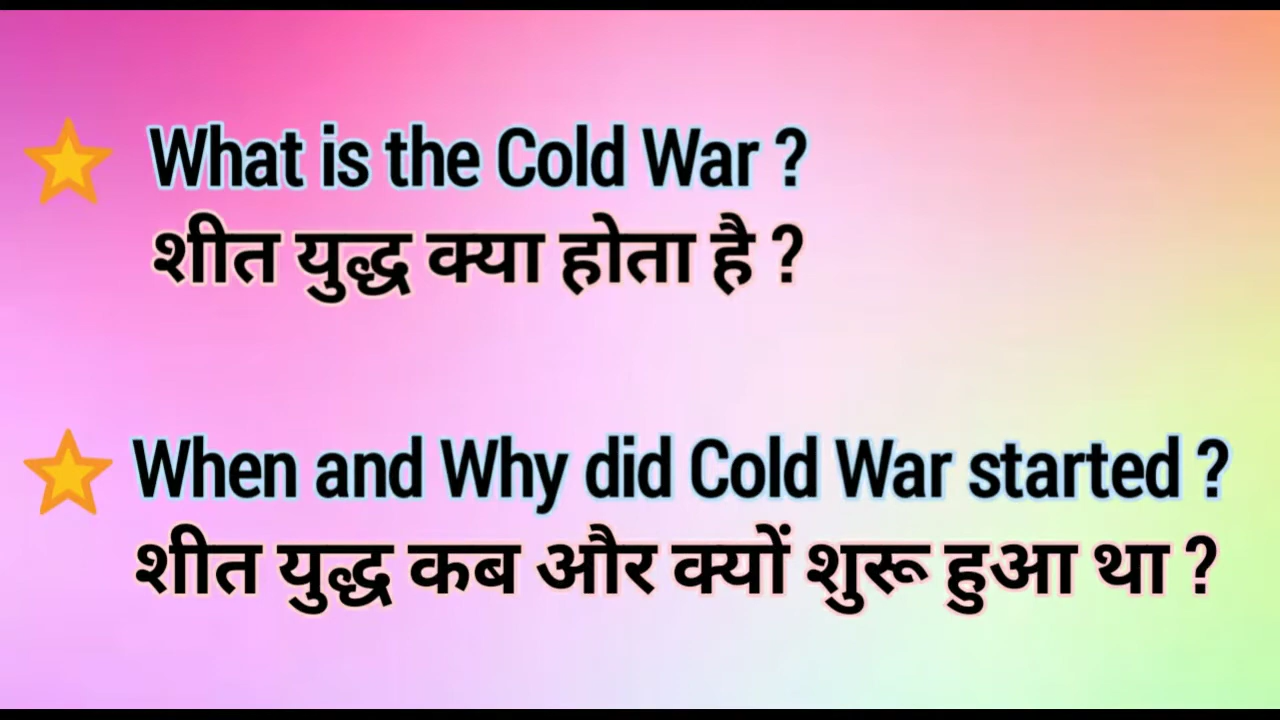 What is the Cold War ?
शीत युद्ध क्या होता है ?
When and Why did Cold War started ?
शीत युद्ध कब और क्यों शुरू हुआ था ?